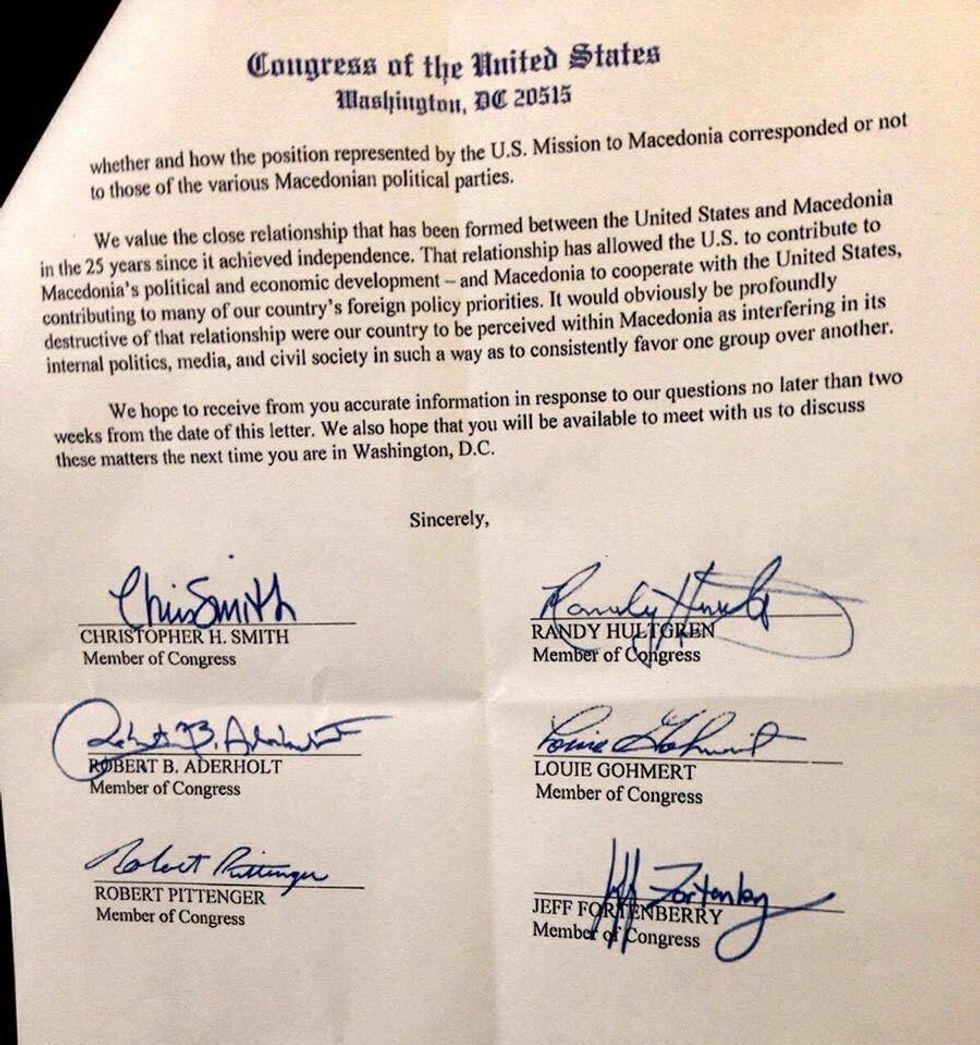 Congress of the United States
Washington, DC 20515
whether and how the position represented by the U.S. Mission to Macedonia corresponded or not
to those of the various Macedonian political parties.
We value the close relationship that has been formed between the United States and Macedonia
in the 25 years since it achieved independence. That relationship has allowed the U.S. to contribute to
Macedonia's political and economic development – and Macedonia to cooperate with the United States,
contributing to many of our country's foreign policy priorities. It would obviously be profoundly
destructive of that relationship were our country to be perceived within Macedonia as interfering in its
internal politics, media, and civil society in such a way as to consistently favor one group over another.
We hope to receive from you accurate information in response to our questions no later than two
weeks from the date of this letter. We also hope that you will be available to meet with us to discuss
these matters the next time you are in Washington, D.C.
Sincerely,
Chris Smith
CHRISTOPHER H. SMITH
Member of Congress
Randy Hultgren
RANDY HULTGREN
Member of Congress
Robert B. Aderholt
ROBERT B. ADERHOLT
Member of Congress
Louie Gohmert
LOUIE GOHMERT
Member of Congress
Robert Pittenger
ROBERT PITTENGER
Member of Congress
Jeff Fortenberry
JEFF FORTENBERRY
Member of Congress